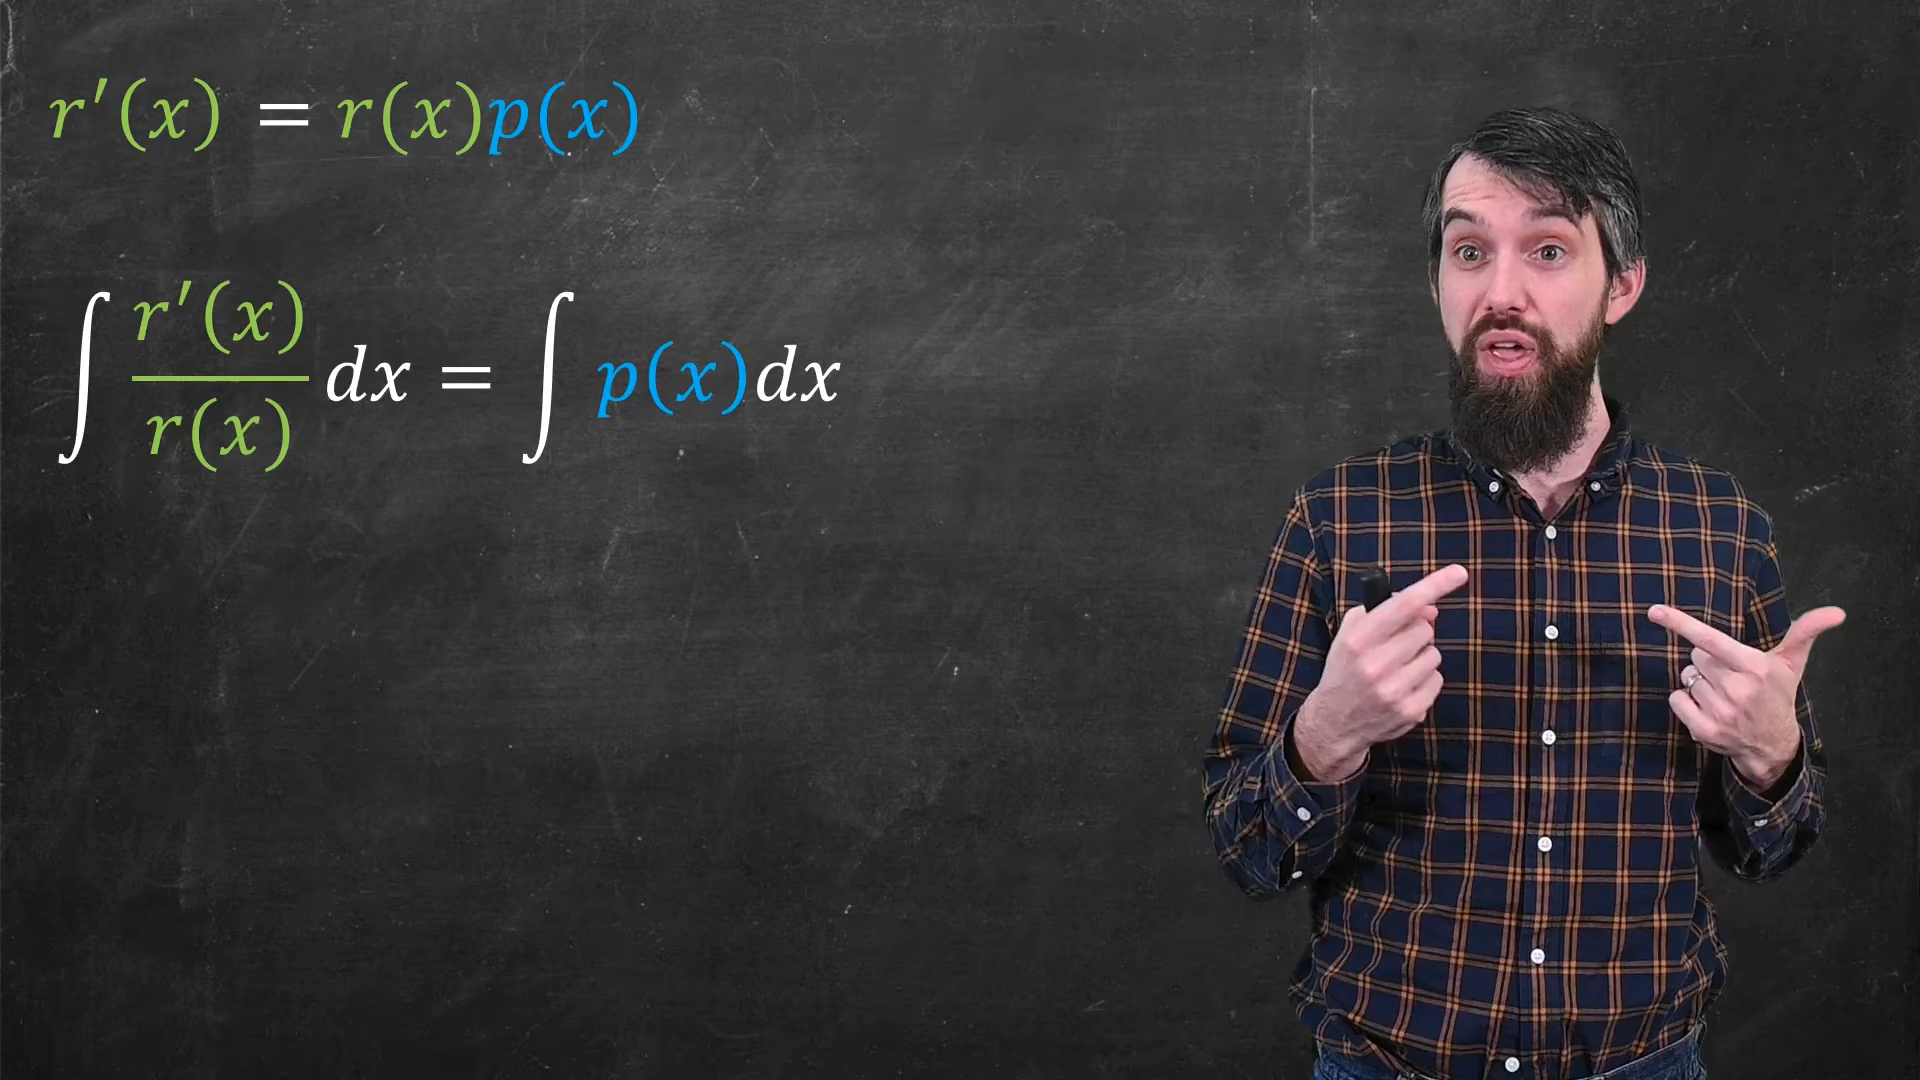 r′(x) = r(x)p(x)
∫ r′(x)/r(x) dx = ∫ p(x)dx